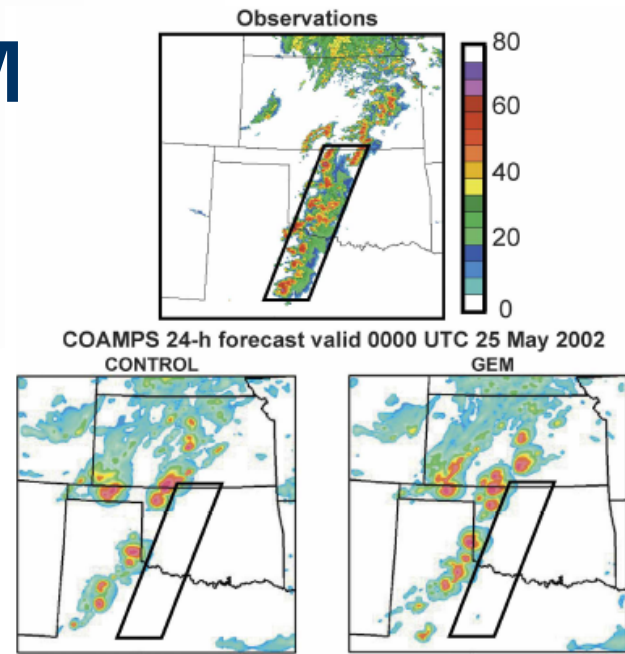 M
Observations
80
60
40
20
0
COAMPS 24-h forecast valid 0000 UTC 25 May 2002
CONTROL
GEM